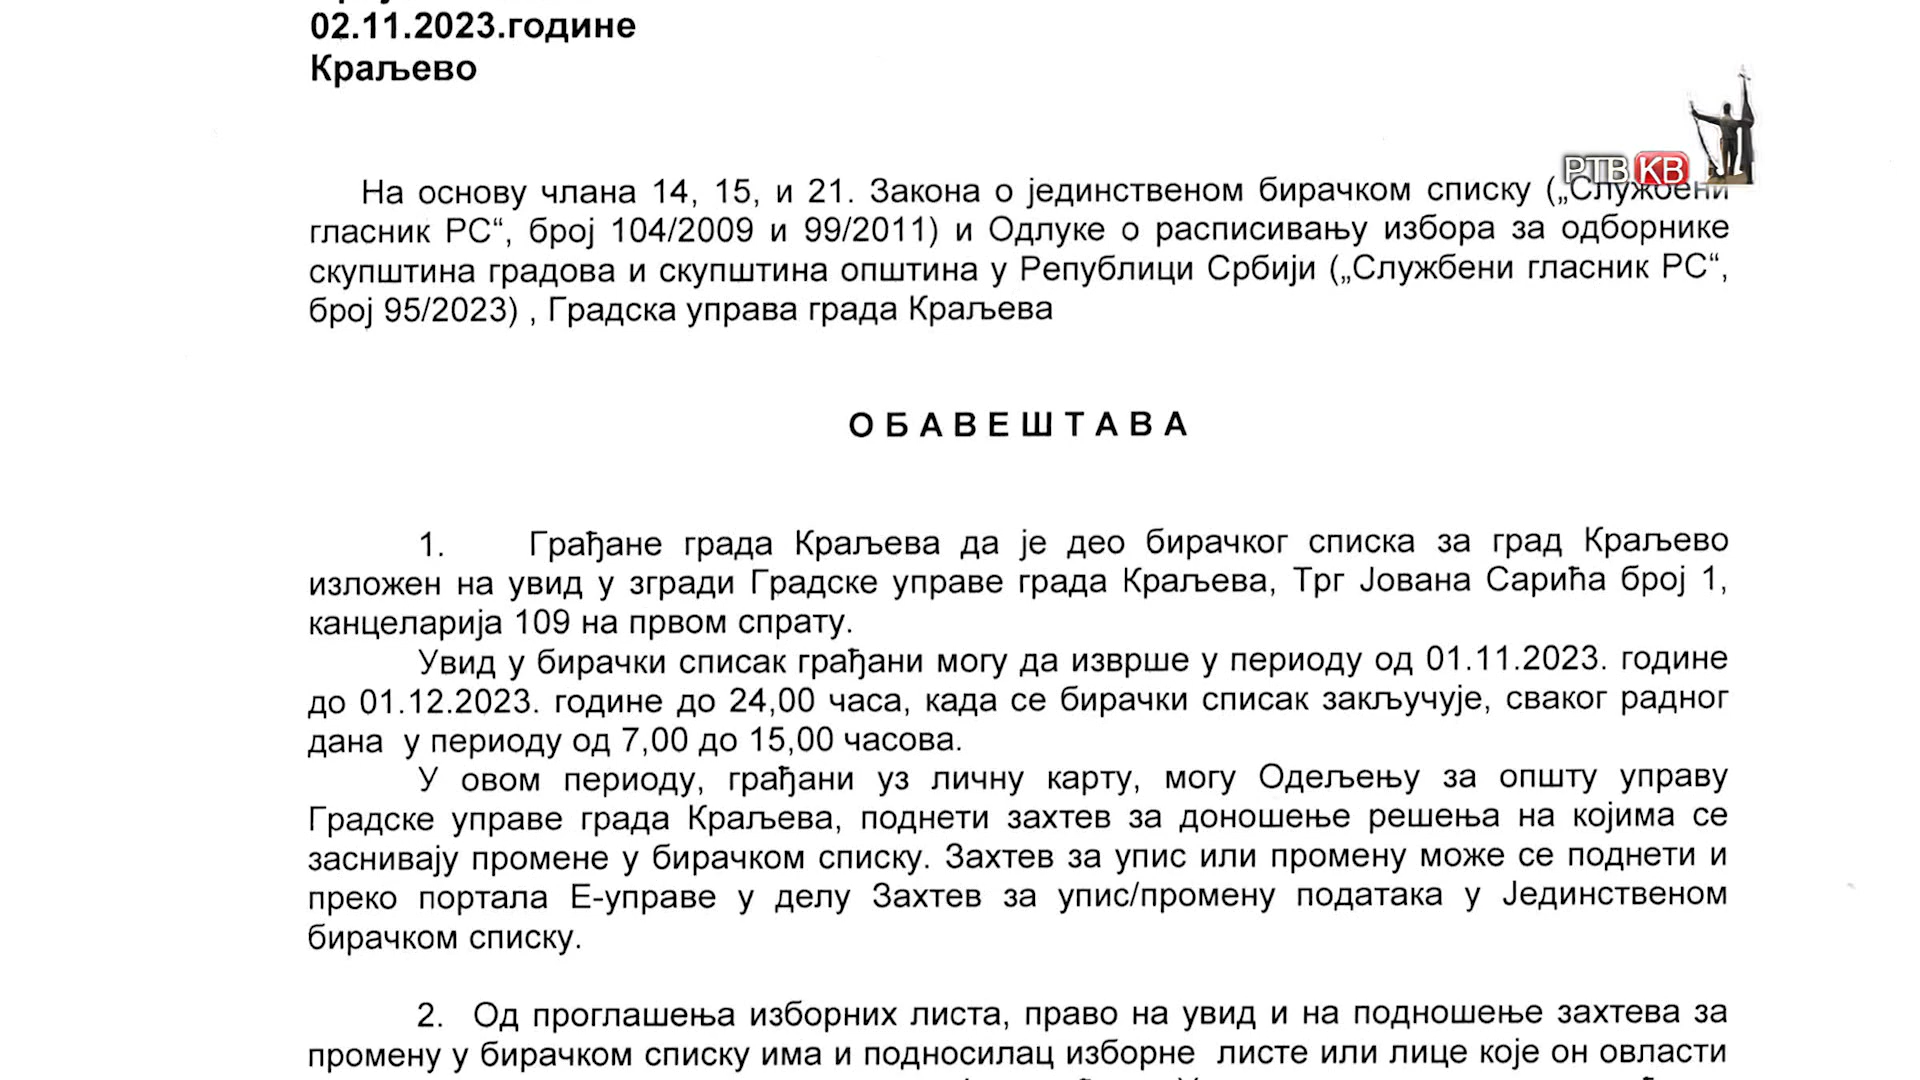 02.11.2023.године
Краљево
РТВ КВ
На основу члана 14, 15, и 21. Закона о јединственом бирачком списку („Службени
гласник РС“, број 104/2009 и 99/2011) и Одлуке о расписивању избора за одборнике
скупштина градова и скупштина општина у Републици Србији („Службени гласник РС“,
број 95/2023) , Градска управа града Краљева
О Б А В Е Ш Т А В А
1. Грађане града Краљева да је део бирачког списка за град Краљево
изложен на увид у згради Градске управе града Краљева, Трг Јована Сарића број 1,
канцеларија 109 на првом спрату.
Увид у бирачки списак грађани могу да изврше у периоду од 01.11.2023. године
до 01.12.2023. године до 24,00 часа, када се бирачки списак закључује, сваког радног
дана у периоду од 7,00 до 15,00 часова.
У овом периоду, грађани уз личну карту, могу Одељењу за општу управу
Градске управе града Краљева, поднети захтев за доношење решења на којима се
заснивају промене у бирачком списку. Захтев за упис или промену може се поднети и
преко портала Е-управе у делу Захтев за упис/промену података у Јединственом
бирачком списку.
2. Од проглашења изборних листа, право на увид и на подношење захтева за
промену у бирачком списку има и подносилац изборне листе или лице које он овласти